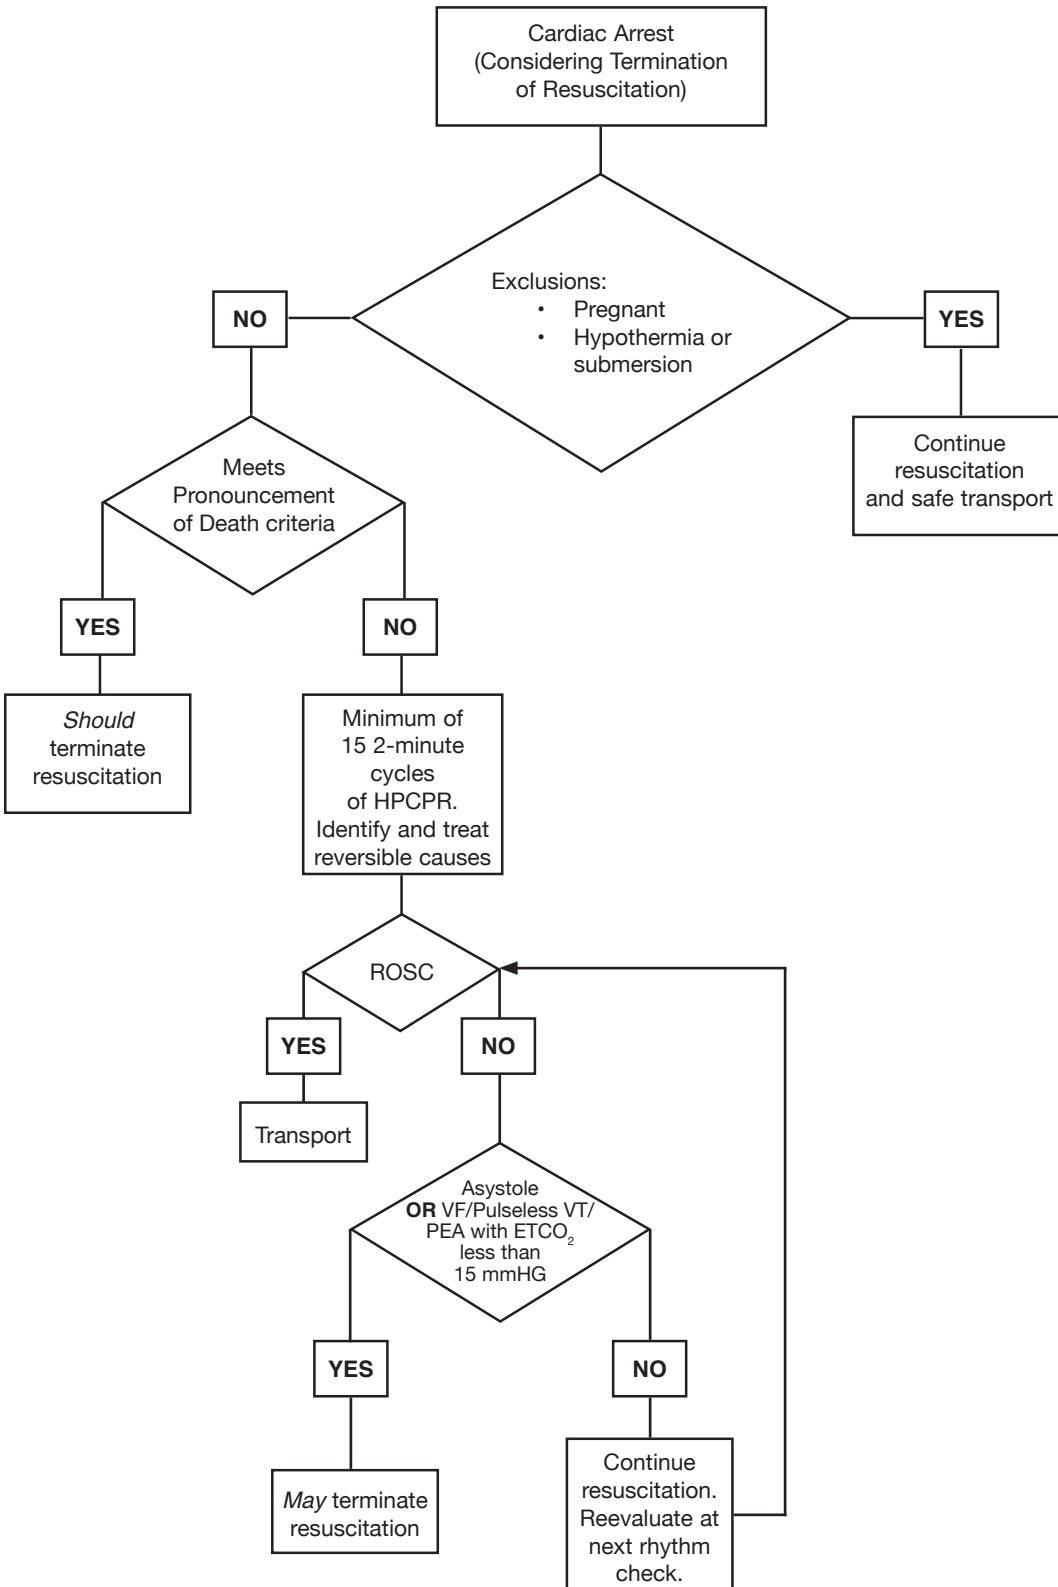 Cardiac Arrest
(Considering Termination
of Resuscitation)
Exclusions:
• Pregnant
• Hypothermia or
submersion
NO
YES
Continue
resuscitation
and safe transport
Meets
Pronouncement
of Death criteria
YES
NO
Should
terminate
resuscitation
Minimum of
15 2-minute
cycles
of HPCPR.
Identify and treat
reversible causes
ROSC
YES
NO
Transport
Asystole
OR VF/Pulseless VT/
PEA with ETCO₂
less than
15 mmHG
YES
NO
May terminate
resuscitation
Continue
resuscitation.
Reevaluate at
next rhythm
check.